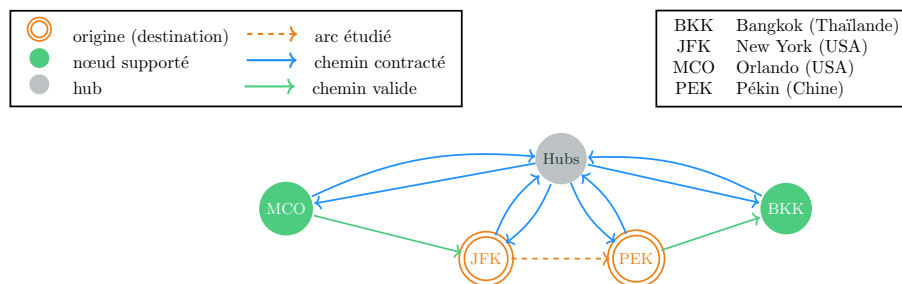 origine (destination)
nœud supporté
hub
arc étudié
chemin contracté
chemin valide
BKK Bangkok (Thaïlande)
JFK New York (USA)
MCO Orlando (USA)
PEK Pékin (Chine)
Hubs
MCO
BKK
JFK
PEK